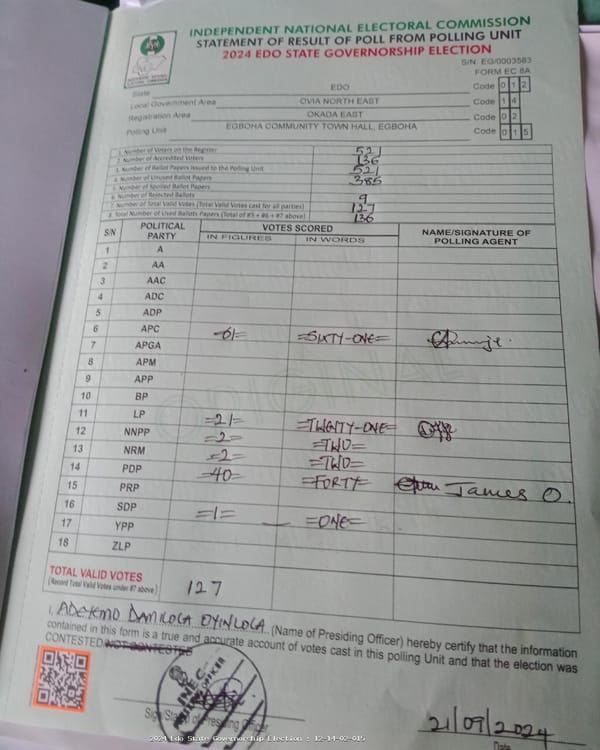 INDEPENDENT NATIONAL ELECTORAL COMMISSION
STATEMENT OF RESULT OF POLL FROM POLLING UNIT
2024 EDO STATE GOVERNORSHIP ELECTION
S/N: EG/0003583
FORM EC 8A
State EDO Code 0 1 2
Local Government Area OVIA NORTH EAST Code 1 4
Registration Area OKADA EAST Code 0 2
Polling Unit EGBOHA COMMUNITY TOWN HALL, EGBOHA Code 0 1 5
1. Number of Voters on the Register 521
2. Number of Accredited Voters 136
3. Number of Ballot Papers Issued to the Polling Unit 521
4. Number of Unused Ballot Papers 385
5. Number of Spoiled Ballot Papers
6. Number of Rejected Ballots 9
7. Number of Total Valid Votes (Total Valid Votes cast for all parties) 127
8. Total Number of Used Ballots Papers (Total of #5 + #6 + #7 above) 136
S/N POLITICAL PARTY VOTES SCORED NAME/SIGNATURE OF POLLING AGENT
IN FIGURES IN WORDS
1 A
2 AA
3 AAC
4 ADC
5 ADP
6 APC =61= =SIXTY-ONE=
7 APGA
8 APM
9 APP
10 BP
11 LP =21= =TWENTY-ONE=
12 NNPP =2= =TWO=
13 NRM =2= =TWO=
14 PDP =40= =FORTY= James O.
15 PRP
16 SDP =1= =ONE=
17 YPP
18 ZLP
TOTAL VALID VOTES
(Record Total Valid Votes under #7 above) 127
I, ADEYEMO DAMILOLA OYINLOLA (Name of Presiding Officer) hereby certify that the information
contained in this form is a true and accurate account of votes cast in this polling Unit and that the election was
CONTESTED/NOT CONTESTED
INEC
Sign Stamp of Presiding Officer
21/09/2024
Date
2024 Edo State Governorship Election : 12-14-02-015